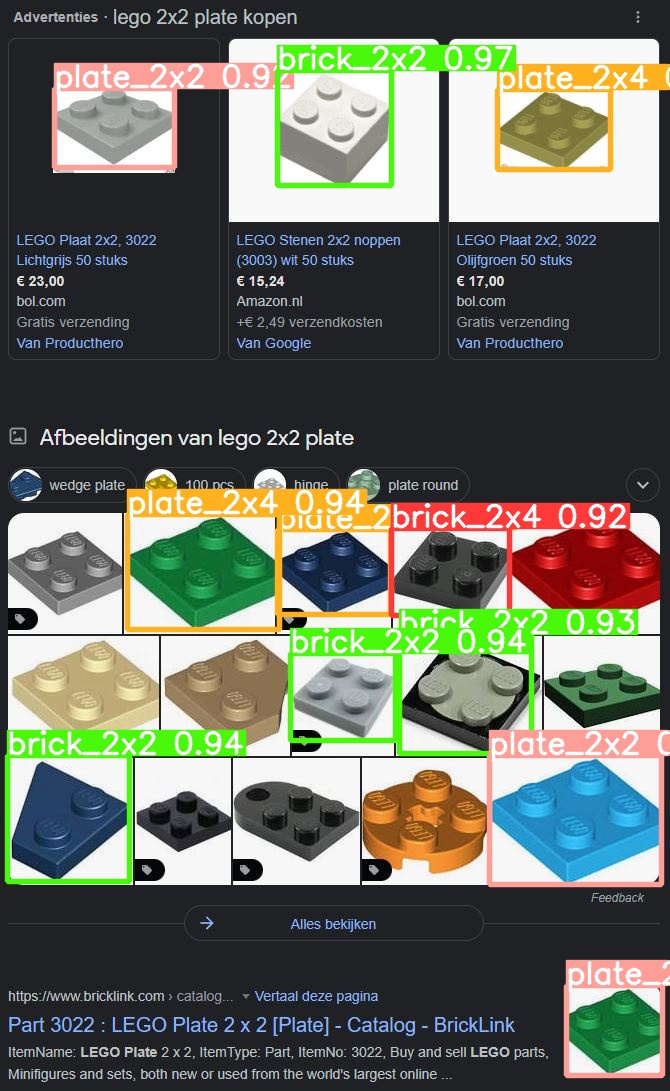 Advertenties · lego 2x2 plate kopen
plate_2x2 0.92
brick_2x2 0.97
plate_2x4
LEGO Plaat 2x2, 3022
Lichtgrijs 50 stuks
€ 23,00
bol.com
Gratis verzending
Van Producthero
LEGO Stenen 2x2 noppen
(3003) wit 50 stuks
€ 15,24
Amazon.nl
+€ 2,49 verzendkosten
Van Google
LEGO Plaat 2x2, 3022
Olijfgroen 50 stuks
€ 17,00
bol.com
Gratis verzending
Van Producthero
Afbeeldingen van lego 2x2 plate
wedge plate
100 pcs
hinge
plate round
plate_2x4 0.94
plate_2
brick_2x4 0.92
brick_2x2 0.93
brick_2x2 0.94
brick_2x2 0.94
plate_2x2
Feedback
Alles bekijken
plate_2
https://www.bricklink.com › catalog... Vertaal deze pagina
Part 3022 : LEGO Plate 2 x 2 [Plate] - Catalog - BrickLink
ItemName: LEGO Plate 2 x 2, ItemType: Part, ItemNo: 3022, Buy and sell LEGO parts,
Minifigures and sets, both new or used from the world's largest online ...